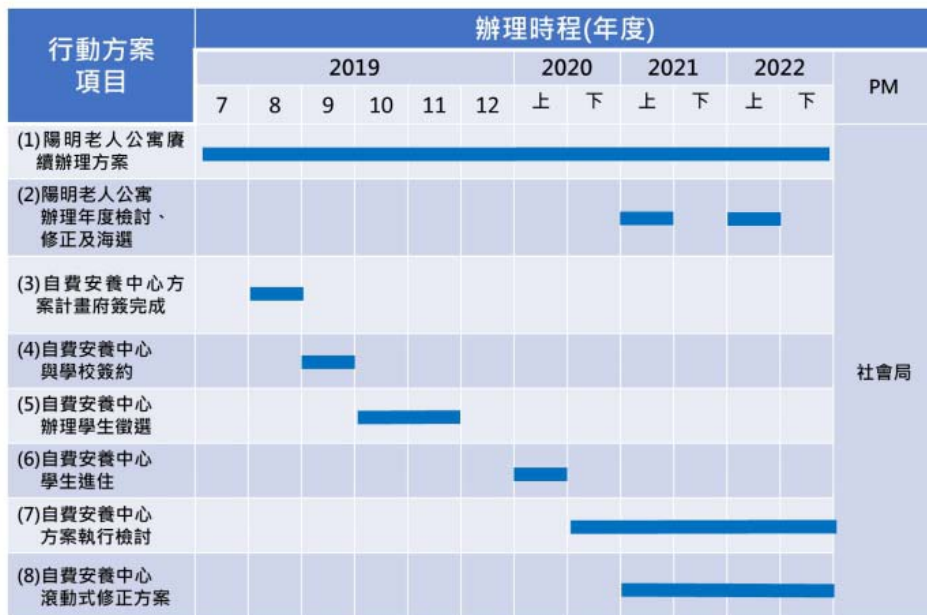 行動方案
項目
辦理時程(年度)
2019 2020 2021 2022 PM
7 8 9 10 11 12 上 下 上 下 上 下
(1)陽明老人公寓賡
續辦理方案
(2)陽明老人公寓
辦理年度檢討、
修正及海選
(3)自費安養中心方
案計畫府簽完成
(4)自費安養中心
與學校簽約
社會局
(5)自費安養中心
辦理學生徵選
(6)自費安養中心
學生進住
(7)自費安養中心
方案執行檢討
(8)自費安養中心
滾動式修正方案